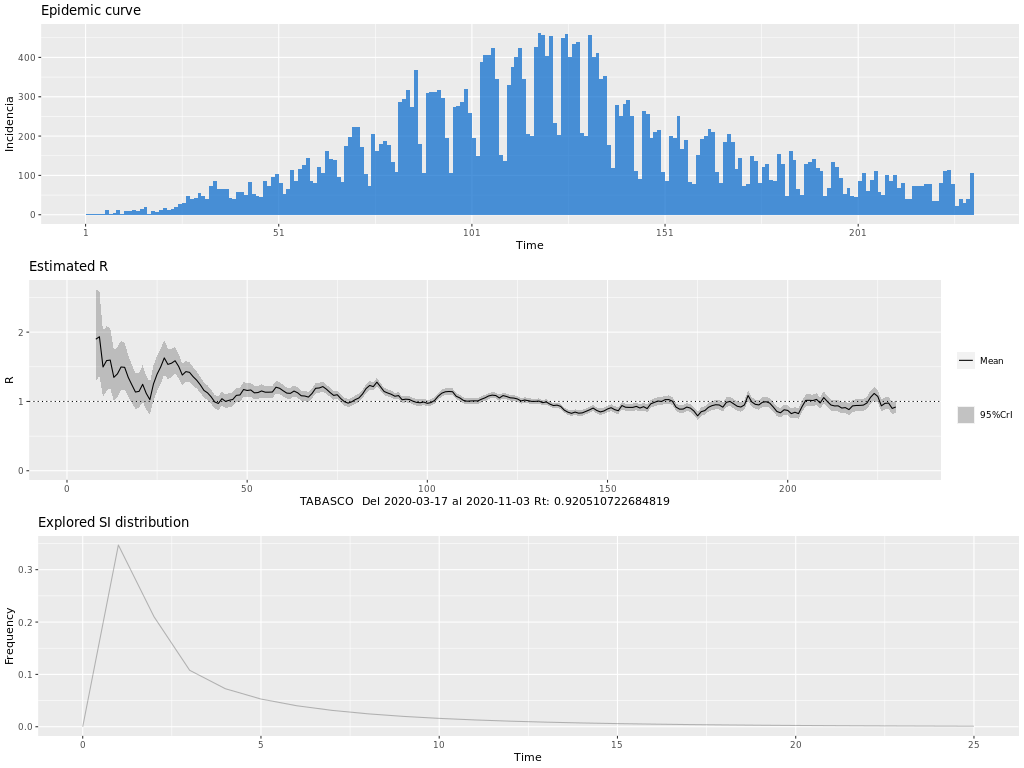 Epidemic curve
Incidencia
400
300
200
100
0
1
51
101
151
201
Time
Estimated R
R
2
1
0
0
50
100
150
200
TABASCO  Del 2020-03-17 al 2020-11-03 Rt: 0.920510722684819
Mean
95%CrI
Explored SI distribution
Frequency
0.3
0.2
0.1
0.0
0
5
10
15
20
25
Time